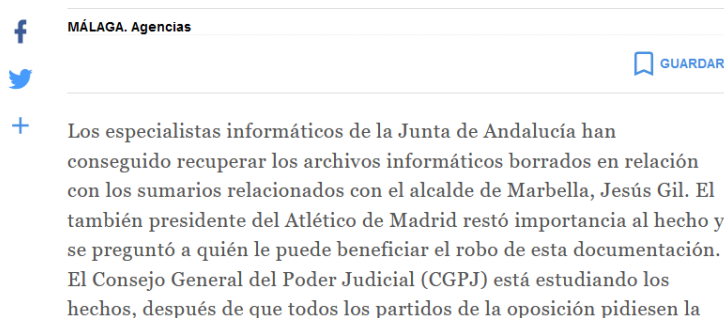 MÁLAGA. Agencias
GUARDAR
Los especialistas informáticos de la Junta de Andalucía han
conseguido recuperar los archivos informáticos borrados en relación
con los sumarios relacionados con el alcalde de Marbella, Jesús Gil. El
también presidente del Atlético de Madrid restó importancia al hecho y
se preguntó a quién le puede beneficiar el robo de esta documentación.
El Consejo General del Poder Judicial (CGPJ) está estudiando los
hechos, después de que todos los partidos de la oposición pidiesen la